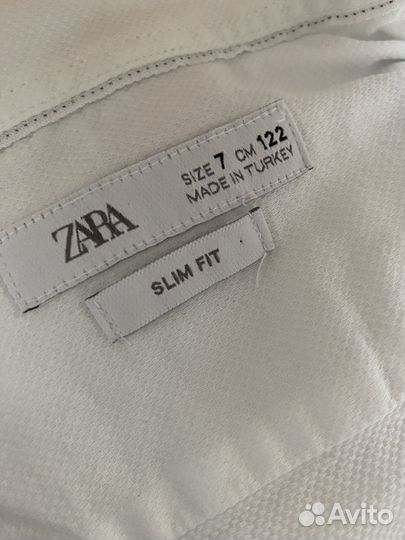 ZARA
SIZE 7 CM 122
MADE IN TURKEY
SLIM FIT
Avito